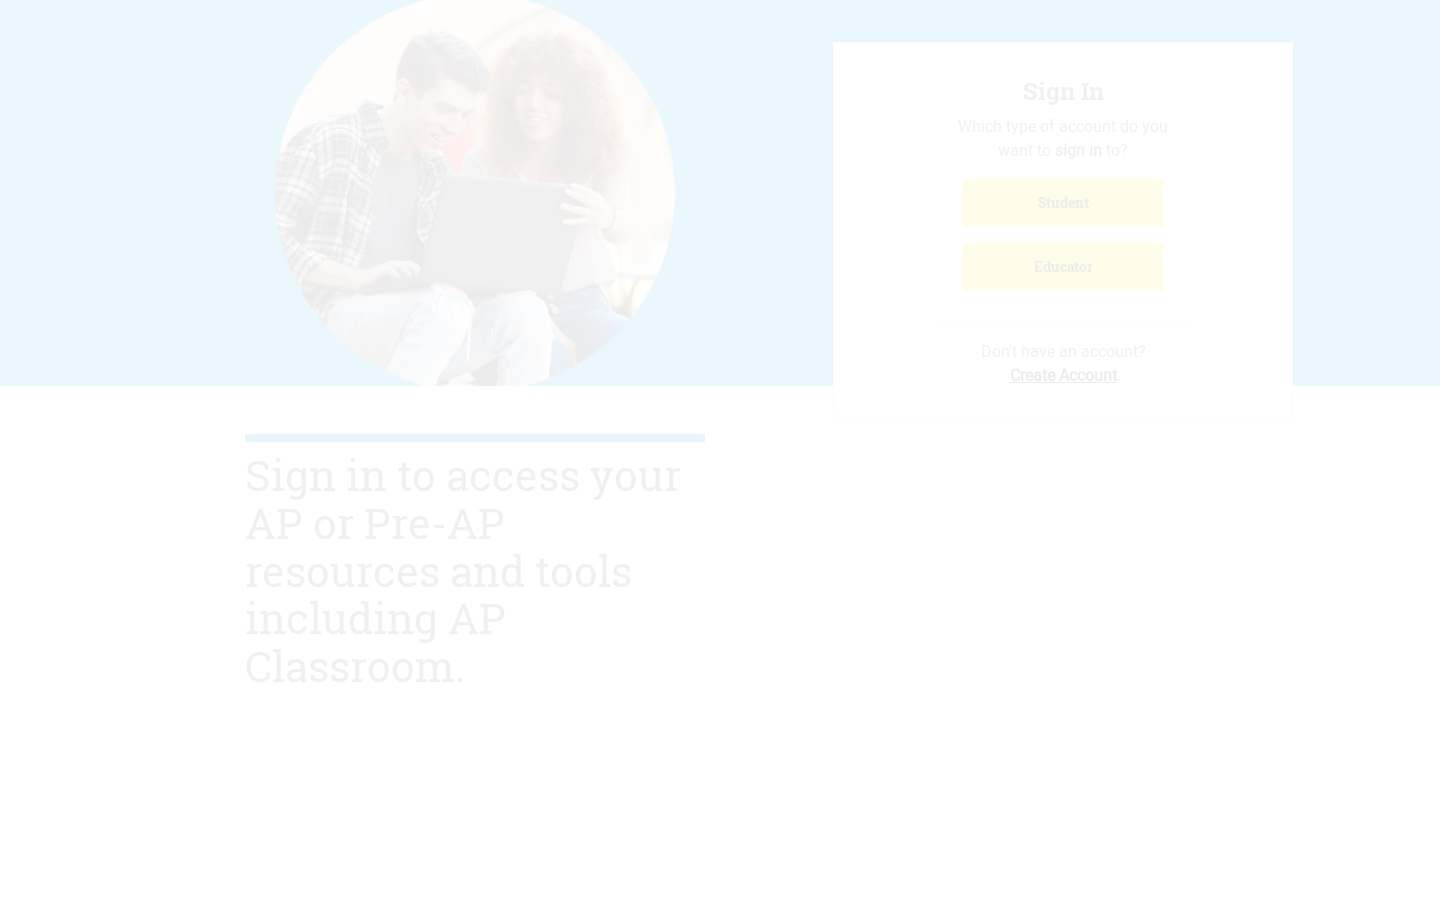 Sign In
Which type of account do you
want to sign in to?
Student
Educator
Don't have an account?
Create Account
Sign in to access your
AP or Pre-AP
resources and tools
including AP
Classroom.